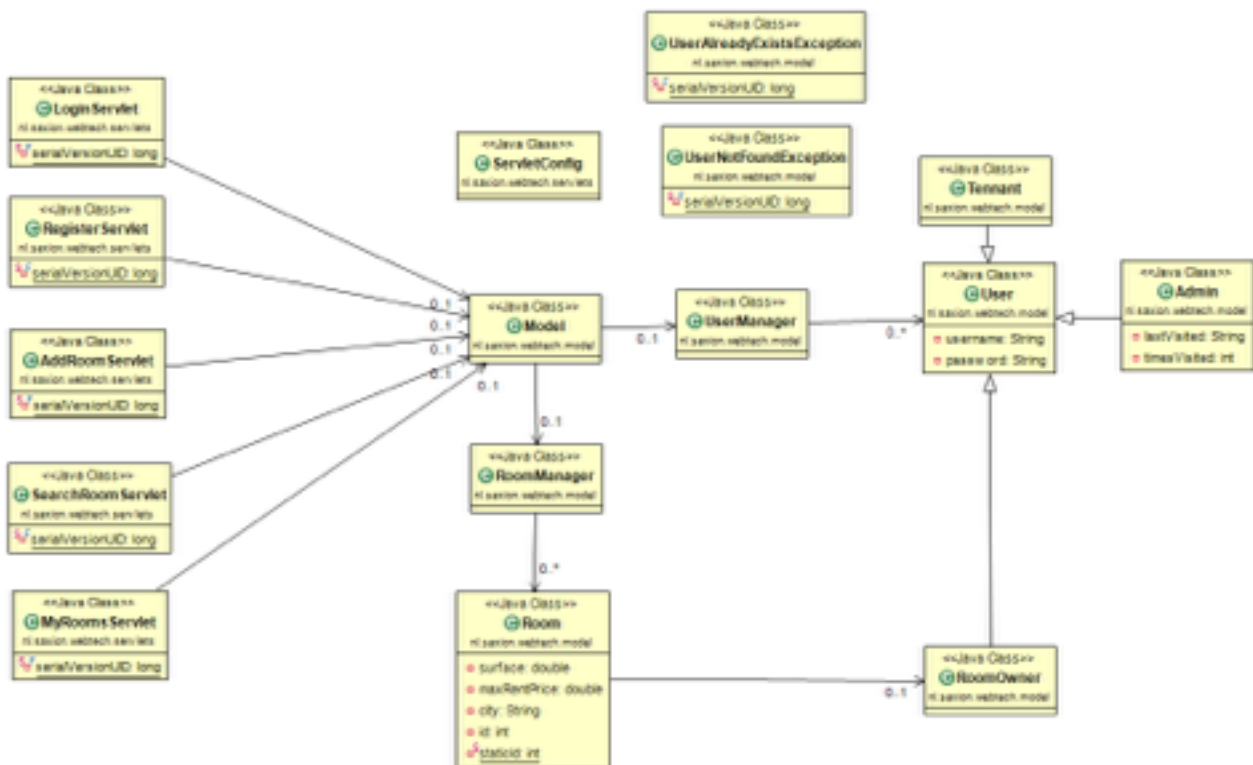 <<Java Class>>
UserAlreadyExistsException
nl.saxion.webtech.model
serialVersionUID: long
<<Java Class>>
LoginServlet
nl.saxion.webtech.servlets
serialVersionUID: long
<<Java Class>>
ServletConfig
nl.saxion.webtech.servlets
<<Java Class>>
UserNotFoundException
nl.saxion.webtech.model
serialVersionUID: long
<<Java Class>>
Tennant
nl.saxion.webtech.model
<<Java Class>>
RegisterServlet
nl.saxion.webtech.servlets
serialVersionUID: long
<<Java Class>>
User
nl.saxion.webtech.model
username: String
password: String
<<Java Class>>
Admin
nl.saxion.webtech.model
lastVisited: String
timesVisited: int
<<Java Class>>
Model
nl.saxion.webtech.model
<<Java Class>>
UserManager
nl.saxion.webtech.model
0..1
0..1
0..1
0..1
0..1
0..1
0..*
<<Java Class>>
AddRoomServlet
nl.saxion.webtech.servlets
serialVersionUID: long
0..1
<<Java Class>>
RoomManager
nl.saxion.webtech.model
<<Java Class>>
SearchRoomServlet
nl.saxion.webtech.servlets
serialVersionUID: long
0..*
<<Java Class>>
MyRoomsServlet
nl.saxion.webtech.servlets
serialVersionUID: long
<<Java Class>>
Room
nl.saxion.webtech.model
surface: double
maxRentPrice: double
city: String
id: int
staticId: int
0..1
<<Java Class>>
RoomOwner
nl.saxion.webtech.model